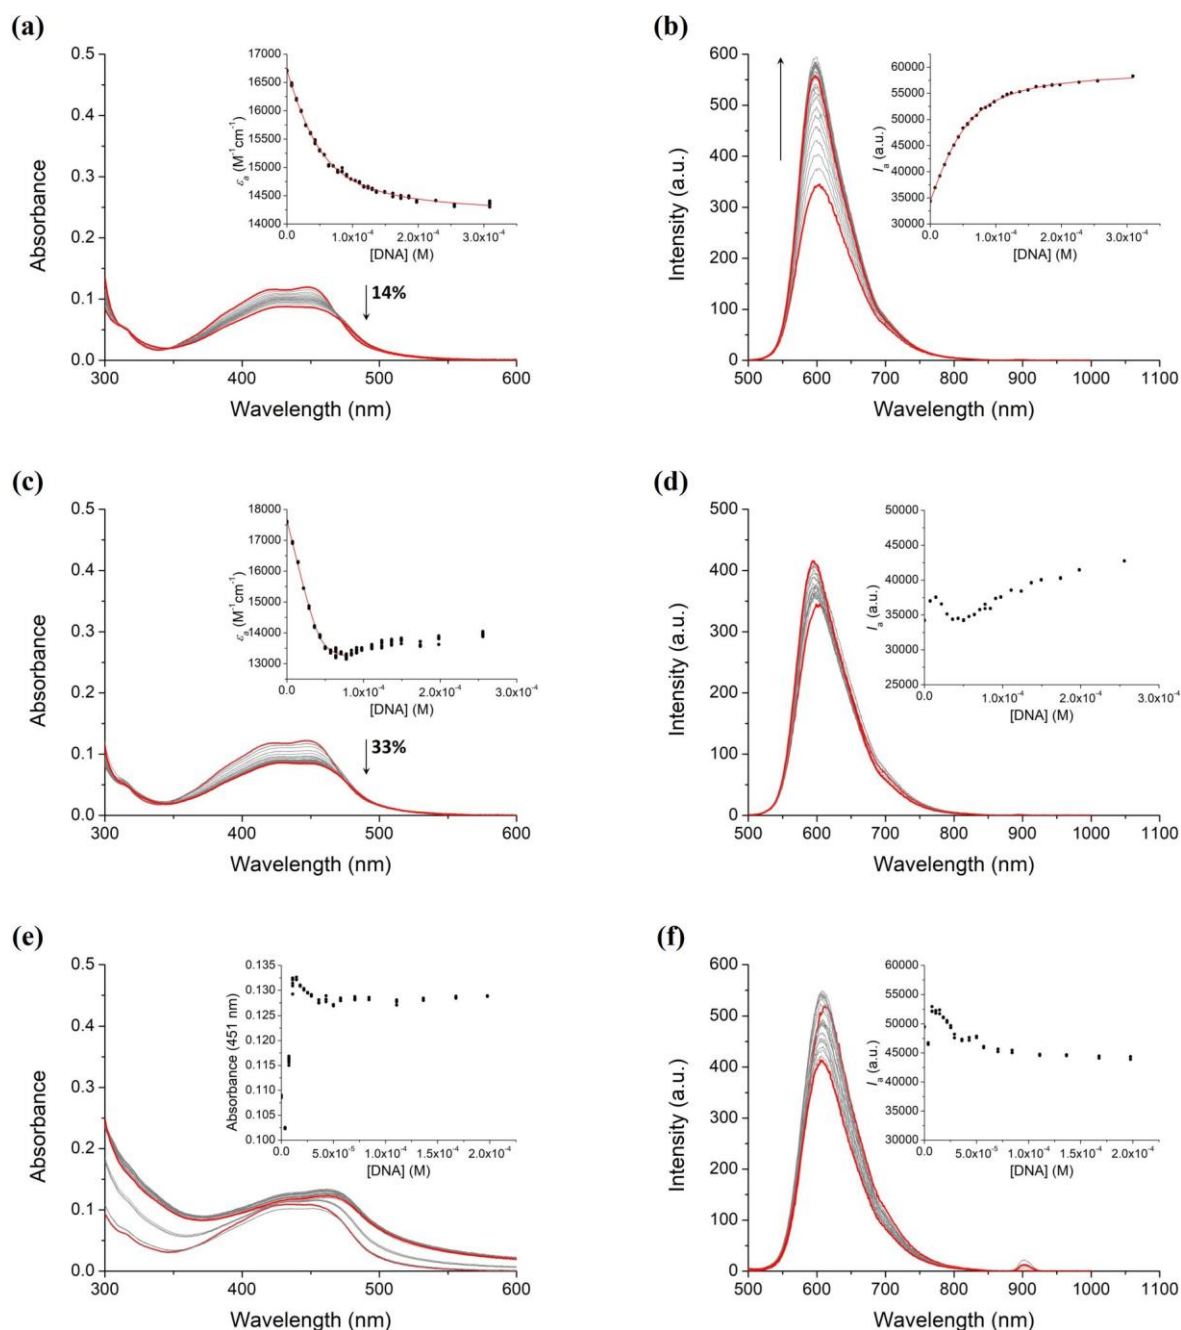 (a)
0.5
0.4
0.3
0.2
0.1
0.0
Absorbance
300
400
500
600
Wavelength (nm)
14%
17000
16500
16000
15500
15000
14500
14000
εa (M-1cm-1)
0.0
1.0x10-4
2.0x10-4
3.0x10-4
[DNA] (M)
(b)
600
500
400
300
200
100
0
Intensity (a.u.)
500
600
700
800
900
1000
1100
Wavelength (nm)
60000
55000
50000
45000
40000
35000
30000
Ia (a.u.)
0.0
1.0x10-4
2.0x10-4
3.0x10-4
[DNA] (M)
(c)
0.5
0.4
0.3
0.2
0.1
0.0
Absorbance
300
400
500
600
Wavelength (nm)
33%
18000
17000
16000
15000
14000
13000
εa (M-1cm-1)
0.0
1.0x10-4
2.0x10-4
3.0x10-4
[DNA] (M)
(d)
500
400
300
200
100
0
Intensity (a.u.)
500
600
700
800
900
1000
1100
Wavelength (nm)
50000
45000
40000
35000
30000
25000
Ia (a.u.)
0.0
1.0x10-4
2.0x10-4
3.0x10-4
[DNA] (M)
(e)
0.5
0.4
0.3
0.2
0.1
0.0
Absorbance
300
400
500
600
Wavelength (nm)
0.135
0.130
0.125
0.120
0.115
0.110
0.105
0.100
Absorbance (451 nm)
0.0
5.0x10-5
1.0x10-4
1.5x10-4
2.0x10-4
[DNA] (M)
(f)
600
500
400
300
200
100
0
Intensity (a.u.)
500
600
700
800
900
1000
1100
Wavelength (nm)
60000
55000
50000
45000
40000
35000
30000
Ia (a.u.)
0.0
5.0x10-5
1.0x10-4
1.5x10-4
2.0x10-4
[DNA] (M)